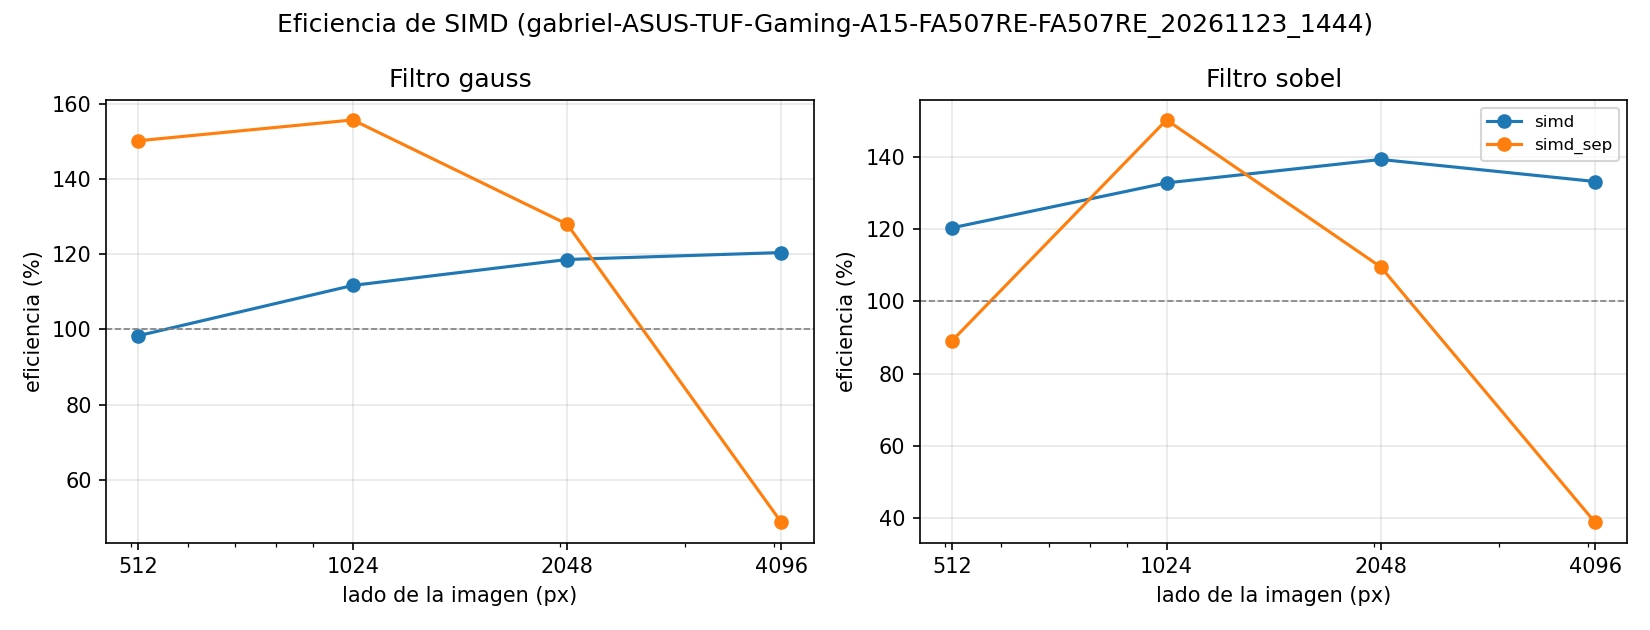 Eficiencia de SIMD (gabriel-ASUS-TUF-Gaming-A15-FA507RE-FA507RE_20261123_1444)
Filtro gauss
160
140
120
100
80
60
eficiencia (%)
512
1024
2048
4096
lado de la imagen (px)
Filtro sobel
simd
simd_sep
140
120
100
80
60
40
eficiencia (%)
512
1024
2048
4096
lado de la imagen (px)